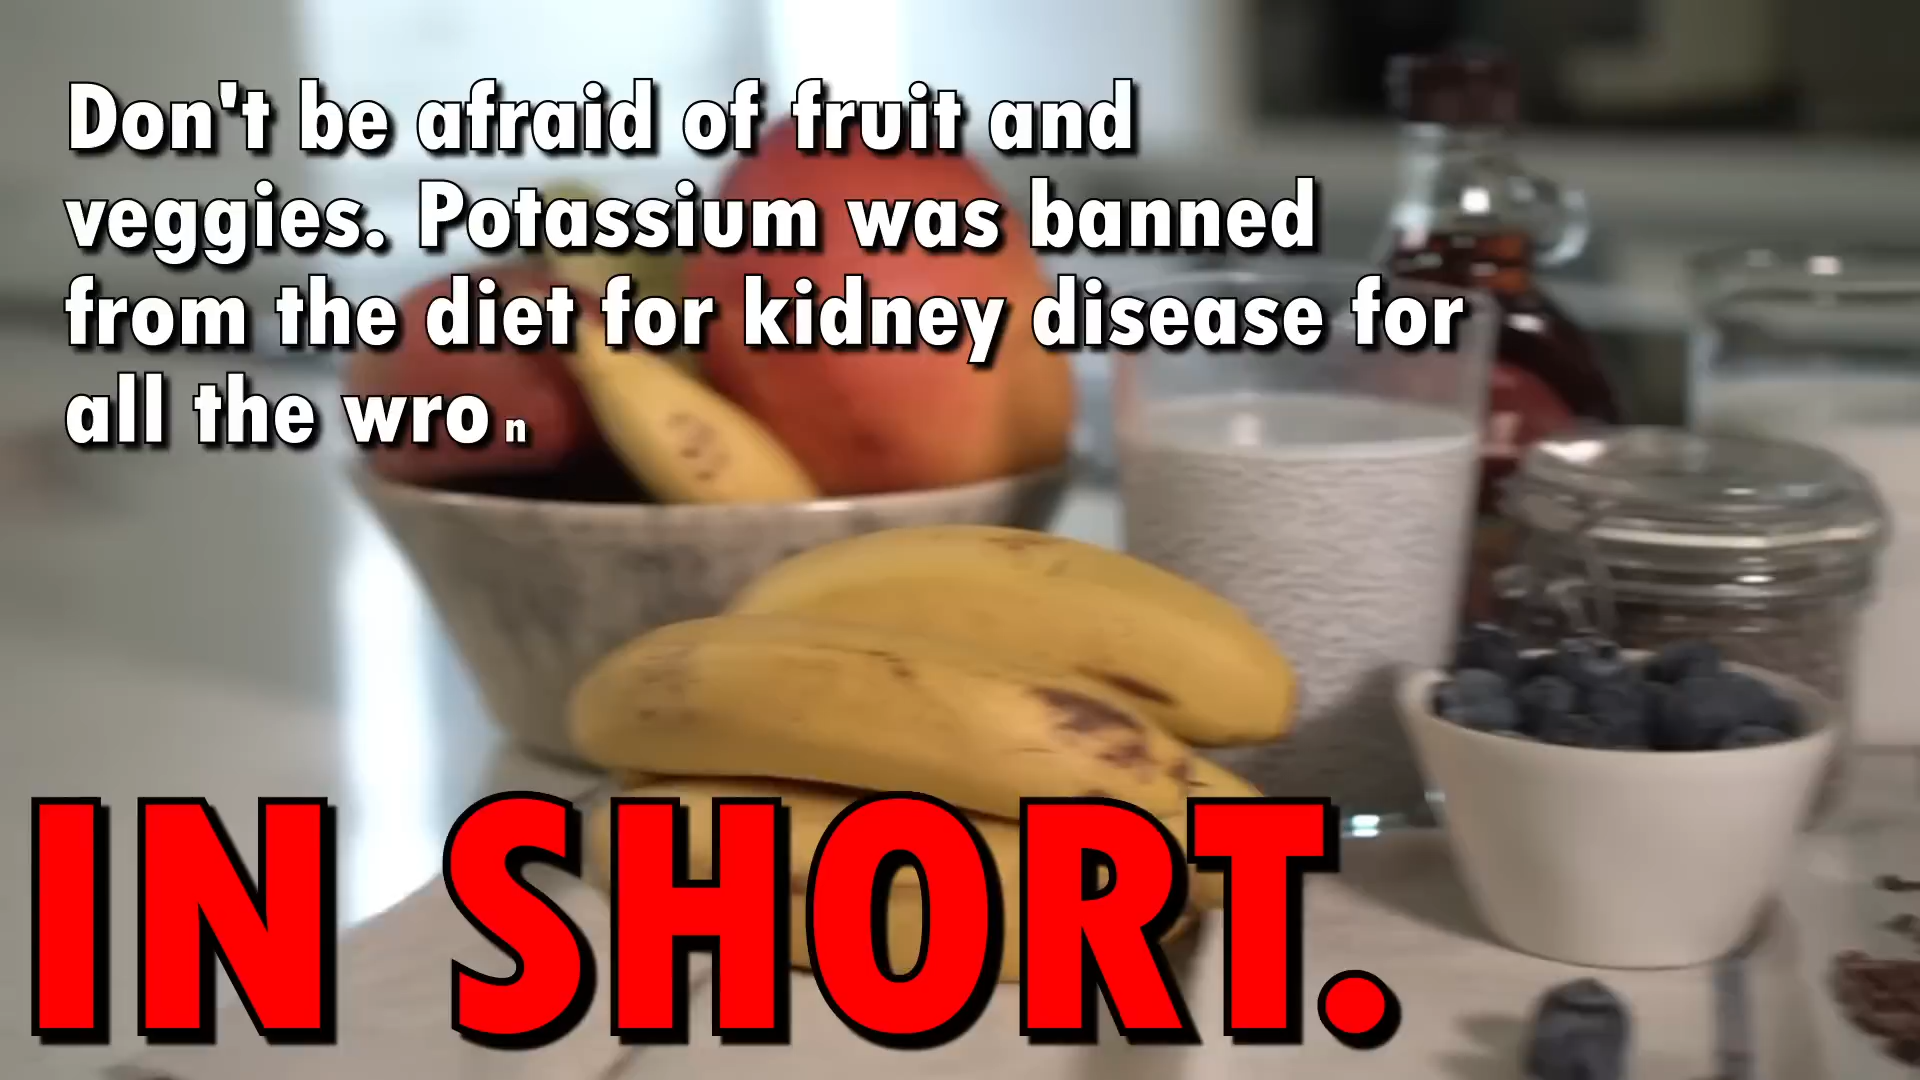 Don't be afraid of fruit and
veggies. Potassium was banned
from the diet for kidney disease for
all the wron
IN SHORT.